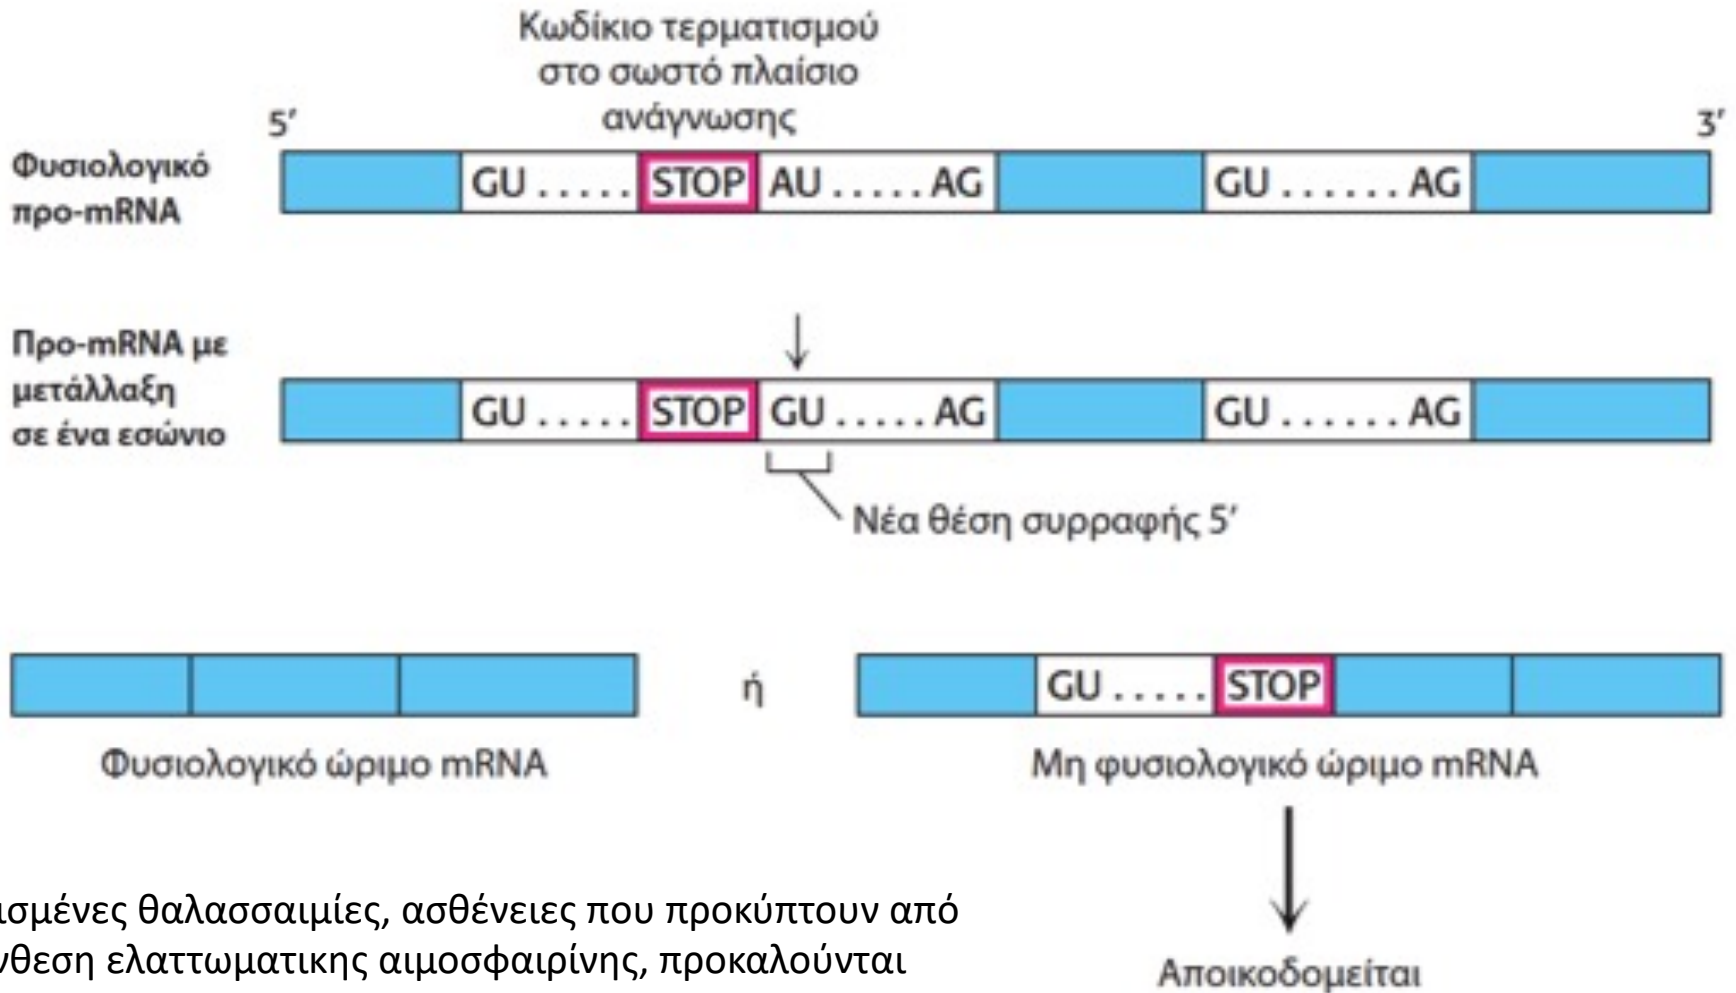 Κωδίκιο τερματισμού
στο σωστό πλαίσιο
ανάγνωσης
5′ 3′
Φυσιολογικό
προ-mRNA
GU ..... STOP AU ..... AG GU ...... AG
Προ-mRNA με
μετάλλαξη
σε ένα εσώνιο
GU ..... STOP GU ..... AG GU ...... AG
Νέα θέση συρραφής 5′
ή
GU ..... STOP
Φυσιολογικό ώριμο mRNA
Μη φυσιολογικό ώριμο mRNA
Αποικοδομείται
ισμένες θαλασσαιμίες, ασθένειες που προκύπτουν από
νθεση ελαττωματικης αιμοσφαιρίνης, προκαλούνται